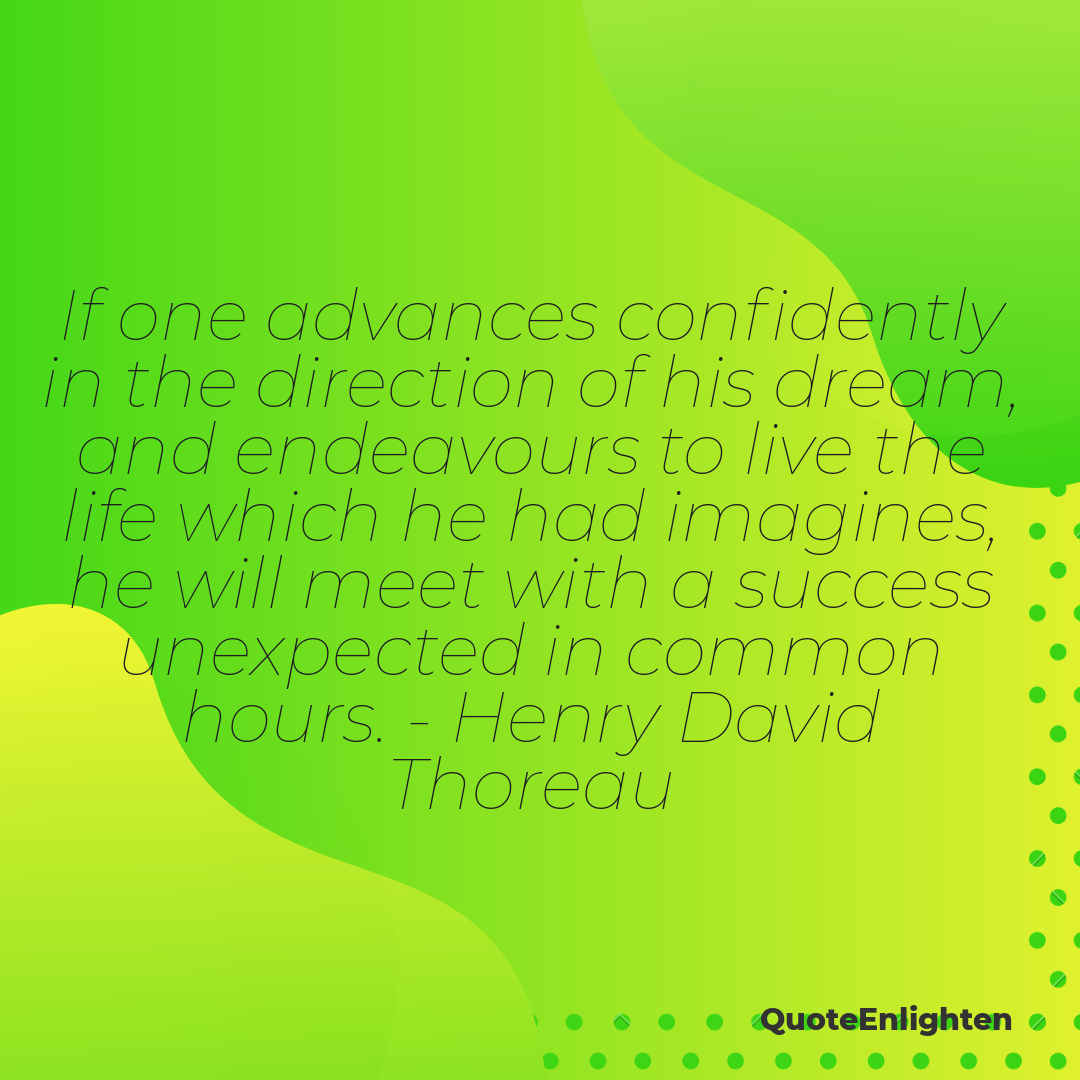 If one advances confidently
in the direction of his dream,
and endeavours to live the
life which he had imagines,
he will meet with a success
unexpected in common
hours. - Henry David
Thoreau
QuoteEnlighten